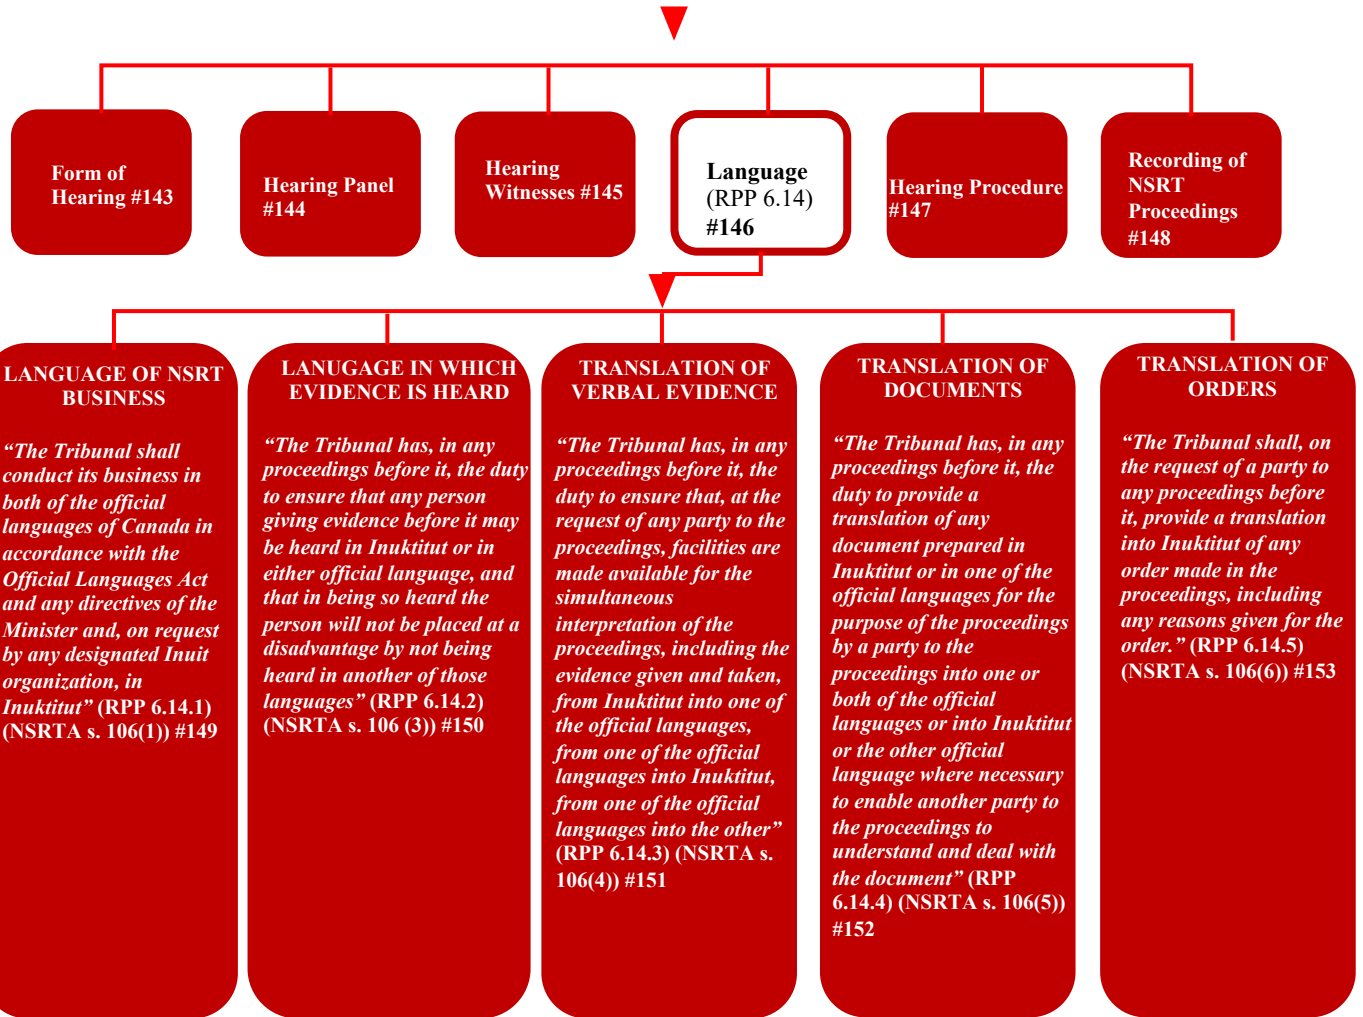 Form of
Hearing #143
Hearing Panel
#144
Hearing
Witnesses #145
Language
(RPP 6.14)
#146
Hearing Procedure
#147
Recording of
NSRT
Proceedings
#148
LANGUAGE OF NSRT
BUSINESS
“The Tribunal shall
conduct its business in
both of the official
languages of Canada in
accordance with the
Official Languages Act
and any directives of the
Minister and, on request
by any designated Inuit
organization, in
Inuktitut” (RPP 6.14.1)
(NSRTA s. 106(1)) #149
LANUGAGE IN WHICH
EVIDENCE IS HEARD
“The Tribunal has, in any
proceedings before it, the duty
to ensure that any person
giving evidence before it may
be heard in Inuktitut or in
either official language, and
that in being so heard the
person will not be placed at a
disadvantage by not being
heard in another of those
languages” (RPP 6.14.2)
(NSRTA s. 106 (3)) #150
TRANSLATION OF
VERBAL EVIDENCE
“The Tribunal has, in any
proceedings before it, the
duty to ensure that, at the
request of any party to the
proceedings, facilities are
made available for the
simultaneous
interpretation of the
proceedings, including the
evidence given and taken,
from Inuktitut into one of
the official languages,
from one of the official
languages into Inuktitut,
from one of the official
languages into the other”
(RPP 6.14.3) (NSRTA s.
106(4)) #151
TRANSLATION OF
DOCUMENTS
“The Tribunal has, in any
proceedings before it, the
duty to provide a
translation of any
document prepared in
Inuktitut or in one of the
official languages for the
purpose of the proceedings
by a party to the
proceedings into one or
both of the official
languages or into Inuktitut
or the other official
language where necessary
to enable another party to
the proceedings to
understand and deal with
the document” (RPP
6.14.4) (NSRTA s. 106(5))
#152
TRANSLATION OF
ORDERS
“The Tribunal shall, on
the request of a party to
any proceedings before
it, provide a translation
into Inuktitut of any
order made in the
proceedings, including
any reasons given for the
order.” (RPP 6.14.5)
(NSRTA s. 106(6)) #153